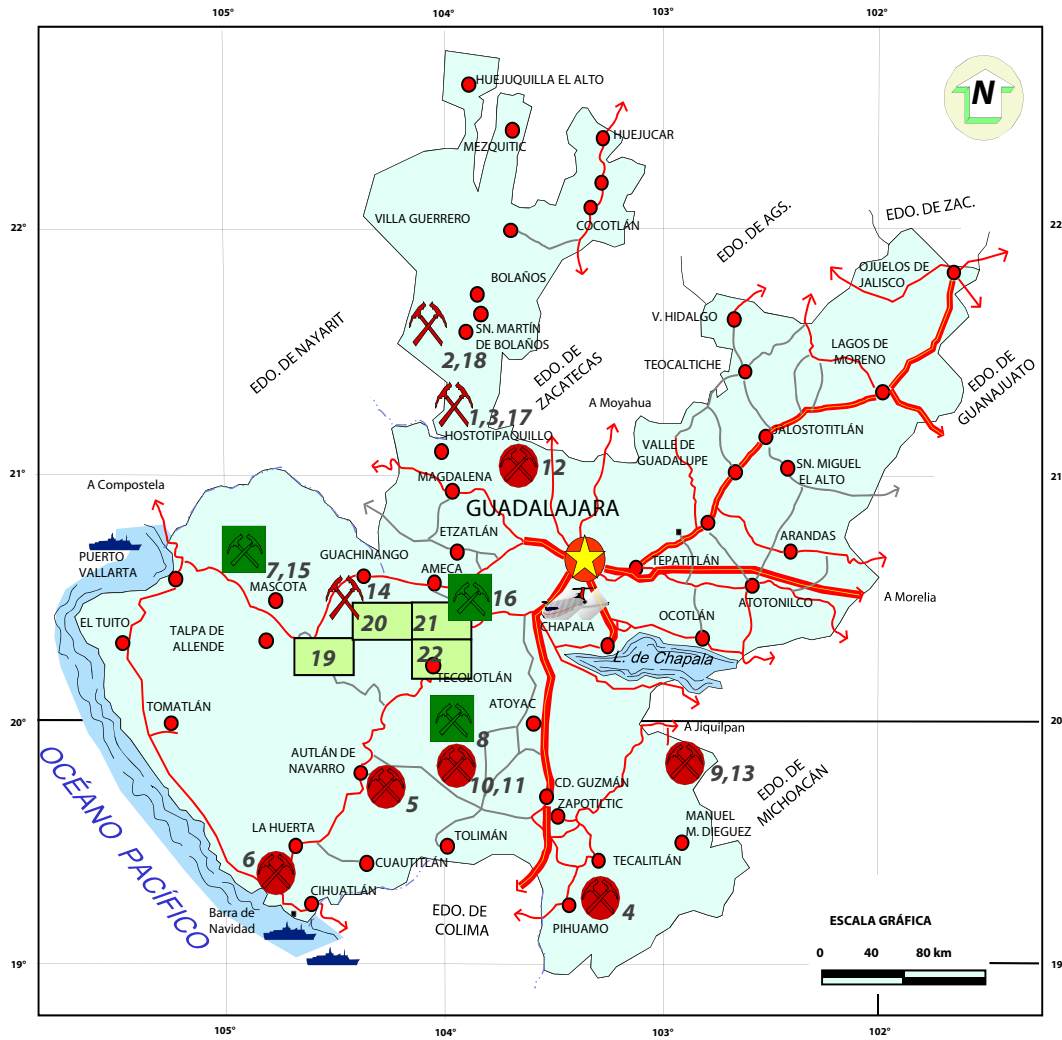 105°
104°
103°
102°
HUEJUQUILLA EL ALTO
N
HUEJUCAR
MEZQUITIC
EDO. DE ZAC.
EDO. DE AGS.
VILLA GUERRERO
COCOTLÁN
22°
22
OJUELOS DE
JALISCO
BOLAÑOS
EDO. DE NAYARIT
V. HIDALGO
SN. MARTÍN
DE BOLAÑOS
2,18
LAGOS DE
MORENO
EDO. DE
ZACATECAS
TEOCALTICHE
EDO. DE
GUANAJUATO
A Moyahua
1,3,17
HOSTOTIPAQUILLO
JALOSTOTITLÁN
VALLE DE
GUADALUPE
SN. MIGUEL
EL ALTO
12
21°
21
MAGDALENA
A Compostela
GUADALAJARA
ETZATLÁN
ARANDAS
PUERTO
VALLARTA
7,15
GUACHINANGO
TEPATITLÁN
AMECA
MASCOTA
14
16
ATOTONILCO
A Morelia
EL TUITO
TALPA DE
ALLENDE
20
21
CHAPALA
OCOTLÁN
19
22
L. de Chapala
TECOLOTLÁN
TOMATLÁN
ATOYAC
20°
20
8
A Jiquilpan
AUTLÁN DE
NAVARRO
5
10,11
9,13
EDO. DE
MICHOACÁN
CD. GUZMÁN
ZAPOTILTIC
MANUEL
M. DIEGUEZ
OCÉANO PACÍFICO
LA HUERTA
TOLIMÁN
6
CUAUTITLÁN
TECALITLÁN
CIHUATLÁN
4
Barra de
Navidad
EDO. DE
COLIMA
PIHUAMO
ESCALA GRÁFICA
0 40 80 km
19°
19
105°
104°
103°
102°